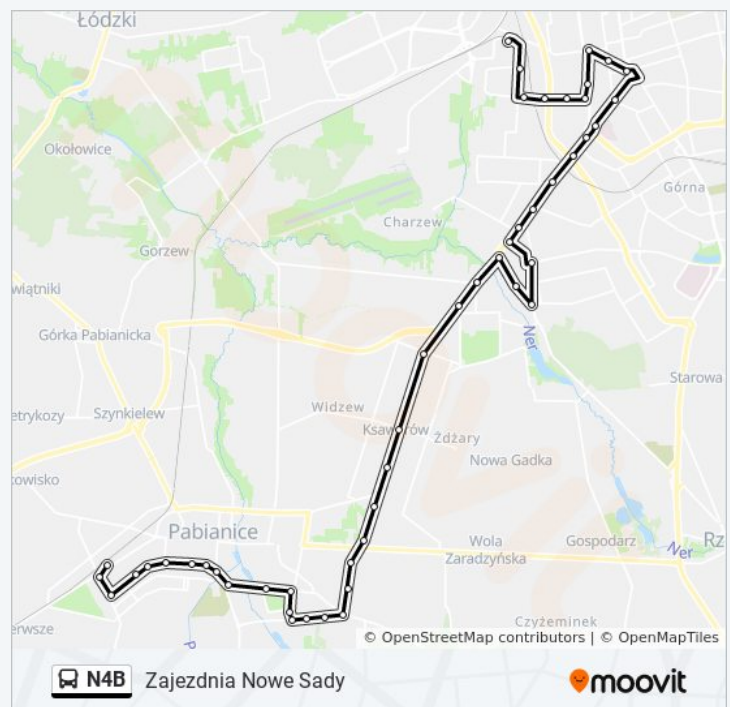 Łódzki
Okołowice
Górna
Charzew
Gorzew
wiątniki
Ner
Górka Pabianicka
Starowa
Widzew
etrykozy
Szynkielew
Ksawerów
Żdżary
Nowa Gadka
owisko
Pabianice
Wola
Zaradzyńska
Gospodarz
Rz
Ner
Czyżeminek
erwsze
P
© OpenStreetMap contributors | © OpenMapTiles
N4B Zajezdnia Nowe Sady
moovit